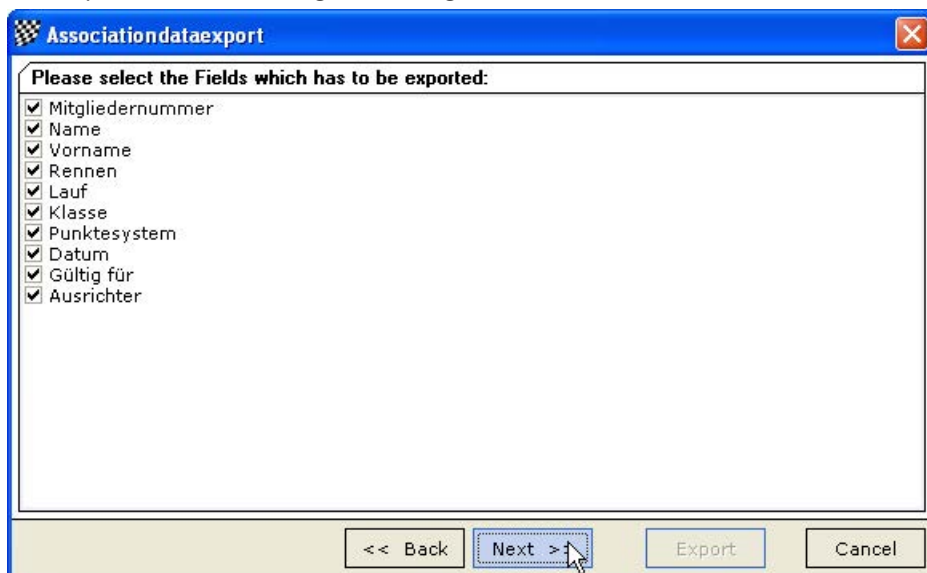 Associationdataexport
Please select the Fields which has to be exported:
Mitgliedernummer
Name
Vorname
Rennen
Lauf
Klasse
Punktesystem
Datum
Gültig für
Ausrichter
<< Back Next > Export Cancel